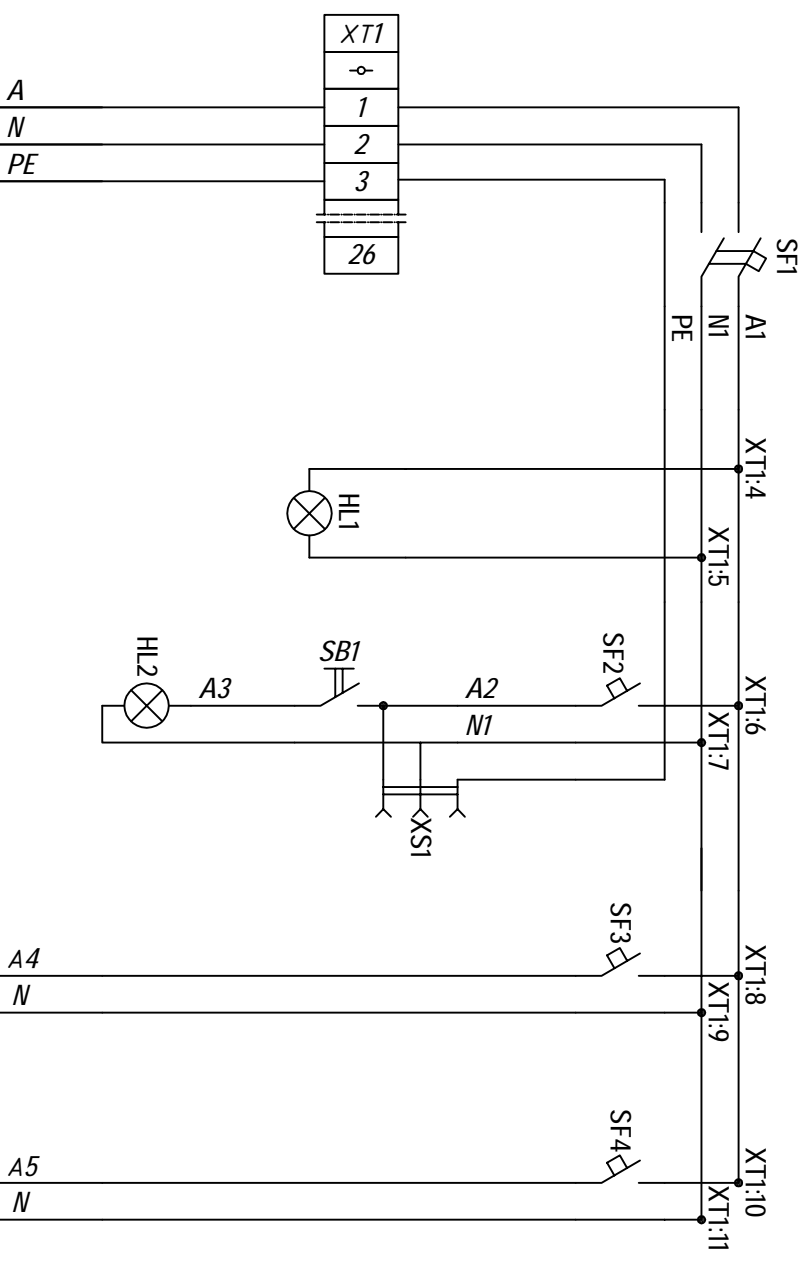 XT1
A
1
N
2
PE
3
26
SF1
A1
N1
PE
XT1:4
HL1
XT1:5
HL2
A3
SB1
A2
SF2
XT1:6
N1
XT1:7
XS1
SF3
A4
XT1:8
N
XT1:9
SF4
A5
XT1:10
N
XT1:11